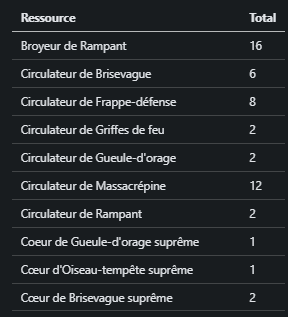 Ressource Total
Broyeur de Rampant 16
Circulateur de Brisevague 6
Circulateur de Frappe-défense 8
Circulateur de Griffes de feu 2
Circulateur de Gueule-d'orage 2
Circulateur de Massacrépine 12
Circulateur de Rampant 2
Coeur de Gueule-d'orage suprême 1
Cœur d'Oiseau-tempête suprême 1
Cœur de Brisevague suprême 2